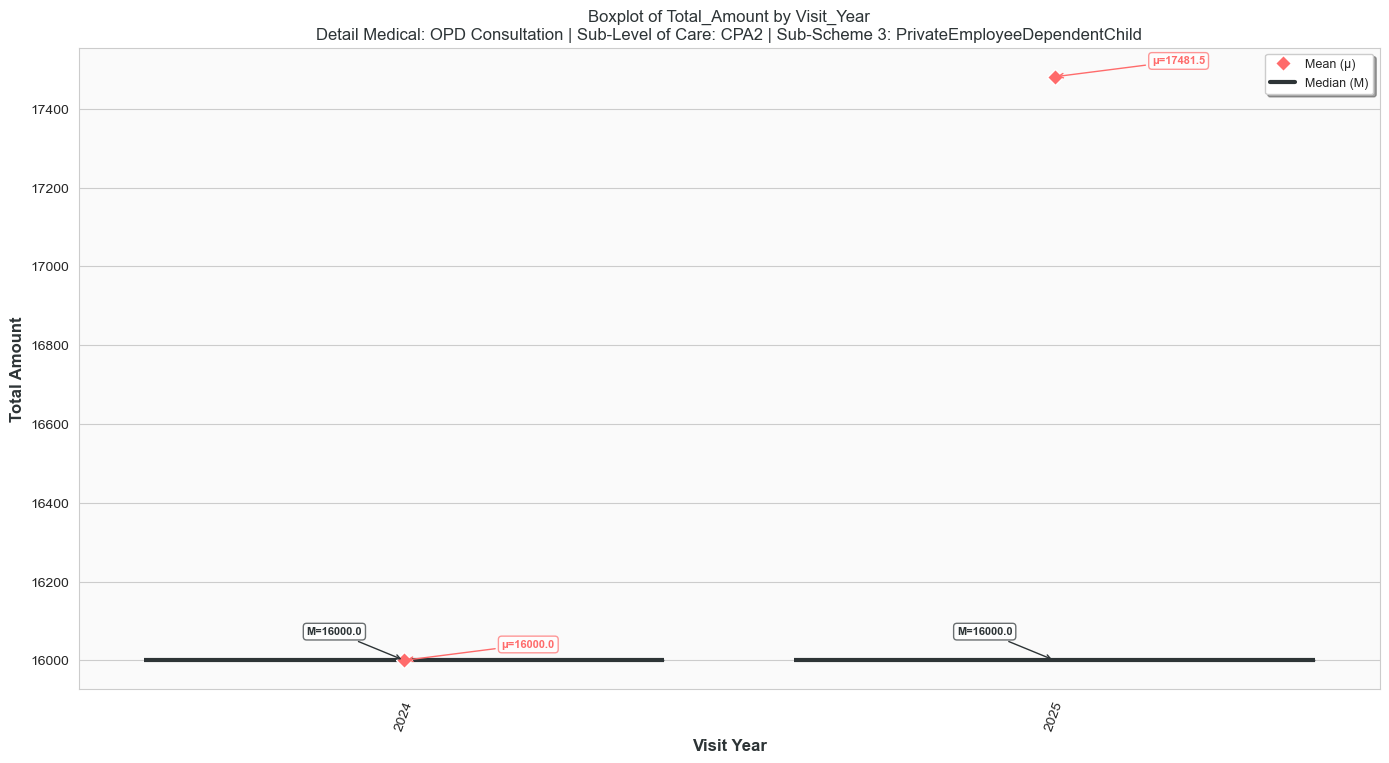 Boxplot of Total_Amount by Visit_Year
Detail Medical: OPD Consultation | Sub-Level of Care: CPA2 | Sub-Scheme 3: PrivateEmployeeDependentChild
μ=17481.5
Mean (μ)
Median (M)
17400
17200
17000
16800
16600
16400
16200
16000
Total Amount
M=16000.0
μ=16000.0
M=16000.0
2024
2025
Visit Year